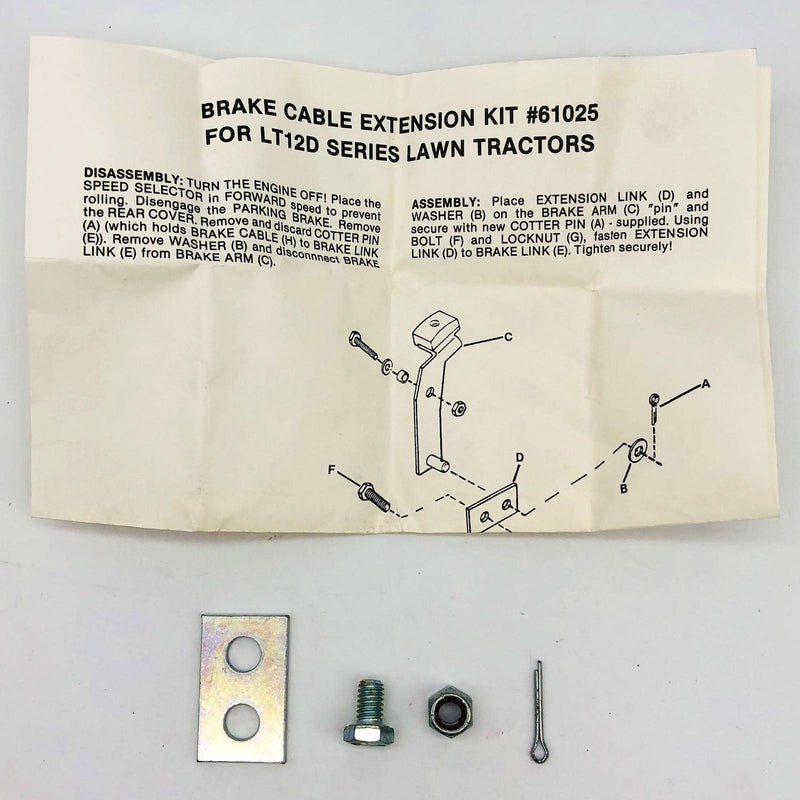 BRAKE CABLE EXTENSION KIT #61025
FOR LT12D SERIES LAWN TRACTORS
DISASSEMBLY: TURN THE ENGINE OFF! Place the
SPEED SELECTOR in FORWARD speed to prevent
rolling. Disengage the PARKING BRAKE. Remove
the REAR COVER. Remove and discard COTTER PIN
(A) (which holds BRAKE CABLE (H) to BRAKE LINK
(E)). Remove WASHER (B) and disconnnect BRAKE
LINK (E) from BRAKE ARM (C).
ASSEMBLY: Place EXTENSION LINK (D) and
WASHER (B) on the BRAKE ARM (C) "pin" and
secure with new COTTER PIN (A) - supplied. Using
BOLT (F) and LOCKNUT (G), fasten EXTENSION
LINK (D) to BRAKE LINK (E). Tighten securely!
C
A
D
F
B